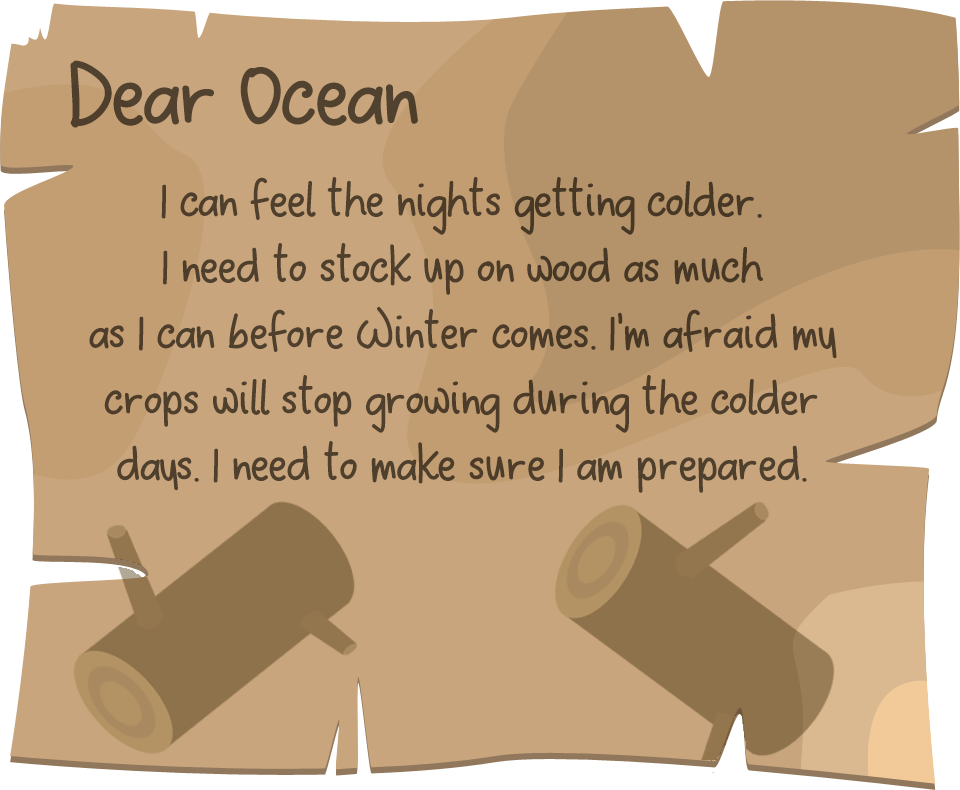 Dear Ocean
I can feel the nights getting colder.
I need to stock up on wood as much
as I can before Winter comes. I'm afraid my
crops will stop growing during the colder
days. I need to make sure I am prepared.